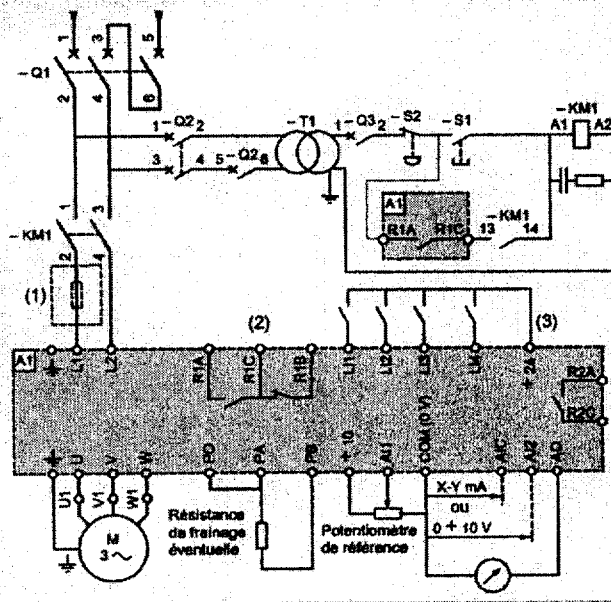 1 3 5
– Q1
2 4 6
1 – Q2 2
3 4 5 – Q2 6
– T1
1 – Q3 2
– S2
– S1
– KM1
A1 A2
A1
R1A R1C
13 – KM1 14
1 3
– KM1
2 4
(1)
(2)
(3)
A1
L1 L2
R1A R1C R1B
LI1 LI2 LI3 LI4
+ 24
R2A
R2C
U V W
PO PA PB
+ 10
AI1
COM (0 V)
AIC
AI2
AO
U1 V1 W1
M
3 ~
Résistance
de freinage
éventuelle
Potentiomètre
de référence
X-Y mA
ou
0 + 10 V